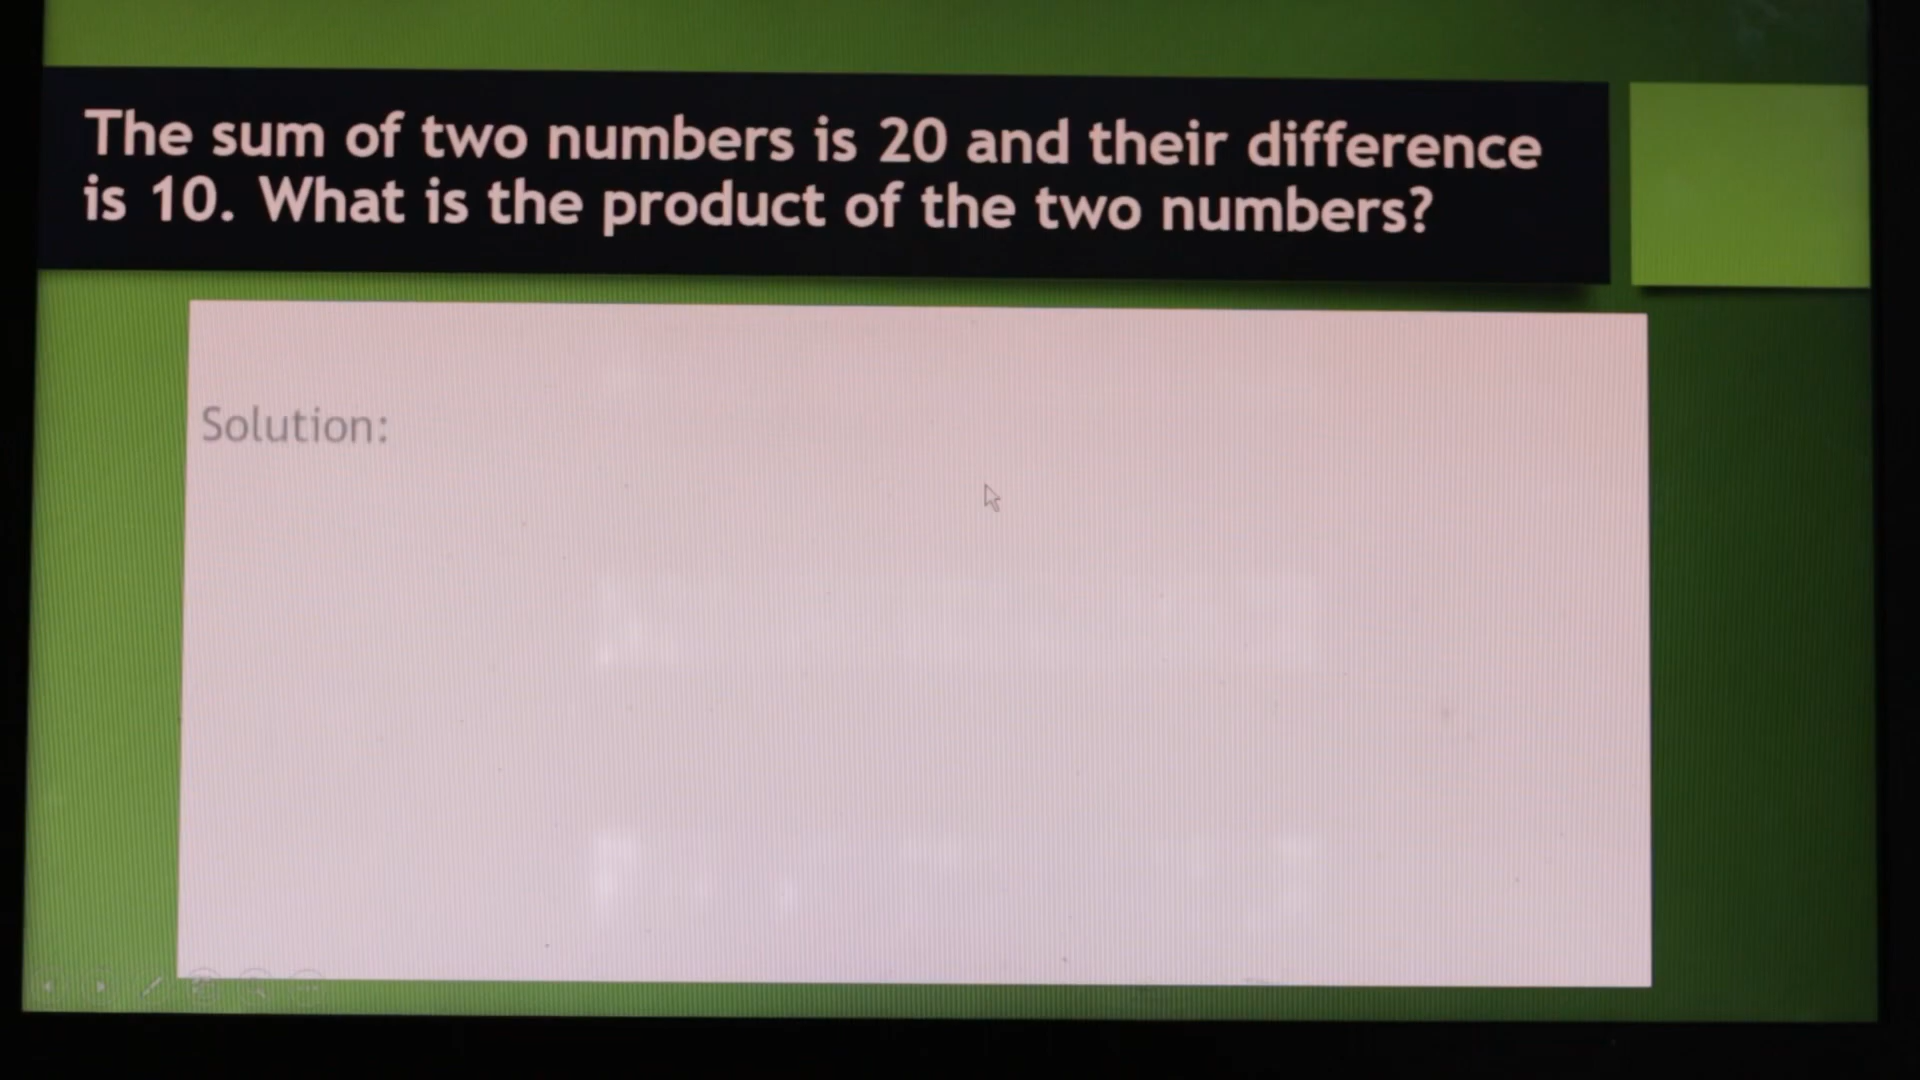 The sum of two numbers is 20 and their difference
is 10. What is the product of the two numbers?
Solution: